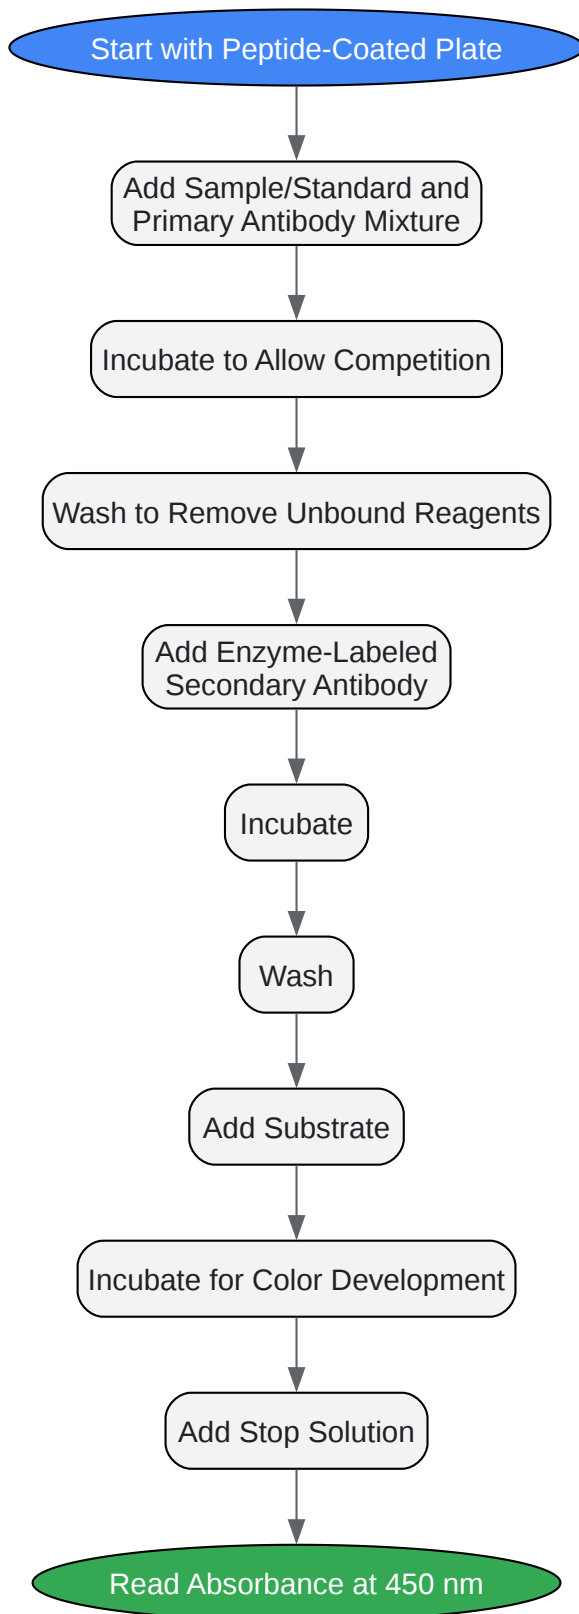 Start with Peptide-Coated Plate
Add Sample/Standard and
Primary Antibody Mixture
Incubate to Allow Competition
Wash to Remove Unbound Reagents
Add Enzyme-Labeled
Secondary Antibody
Incubate
Wash
Add Substrate
Incubate for Color Development
Add Stop Solution
Read Absorbance at 450 nm